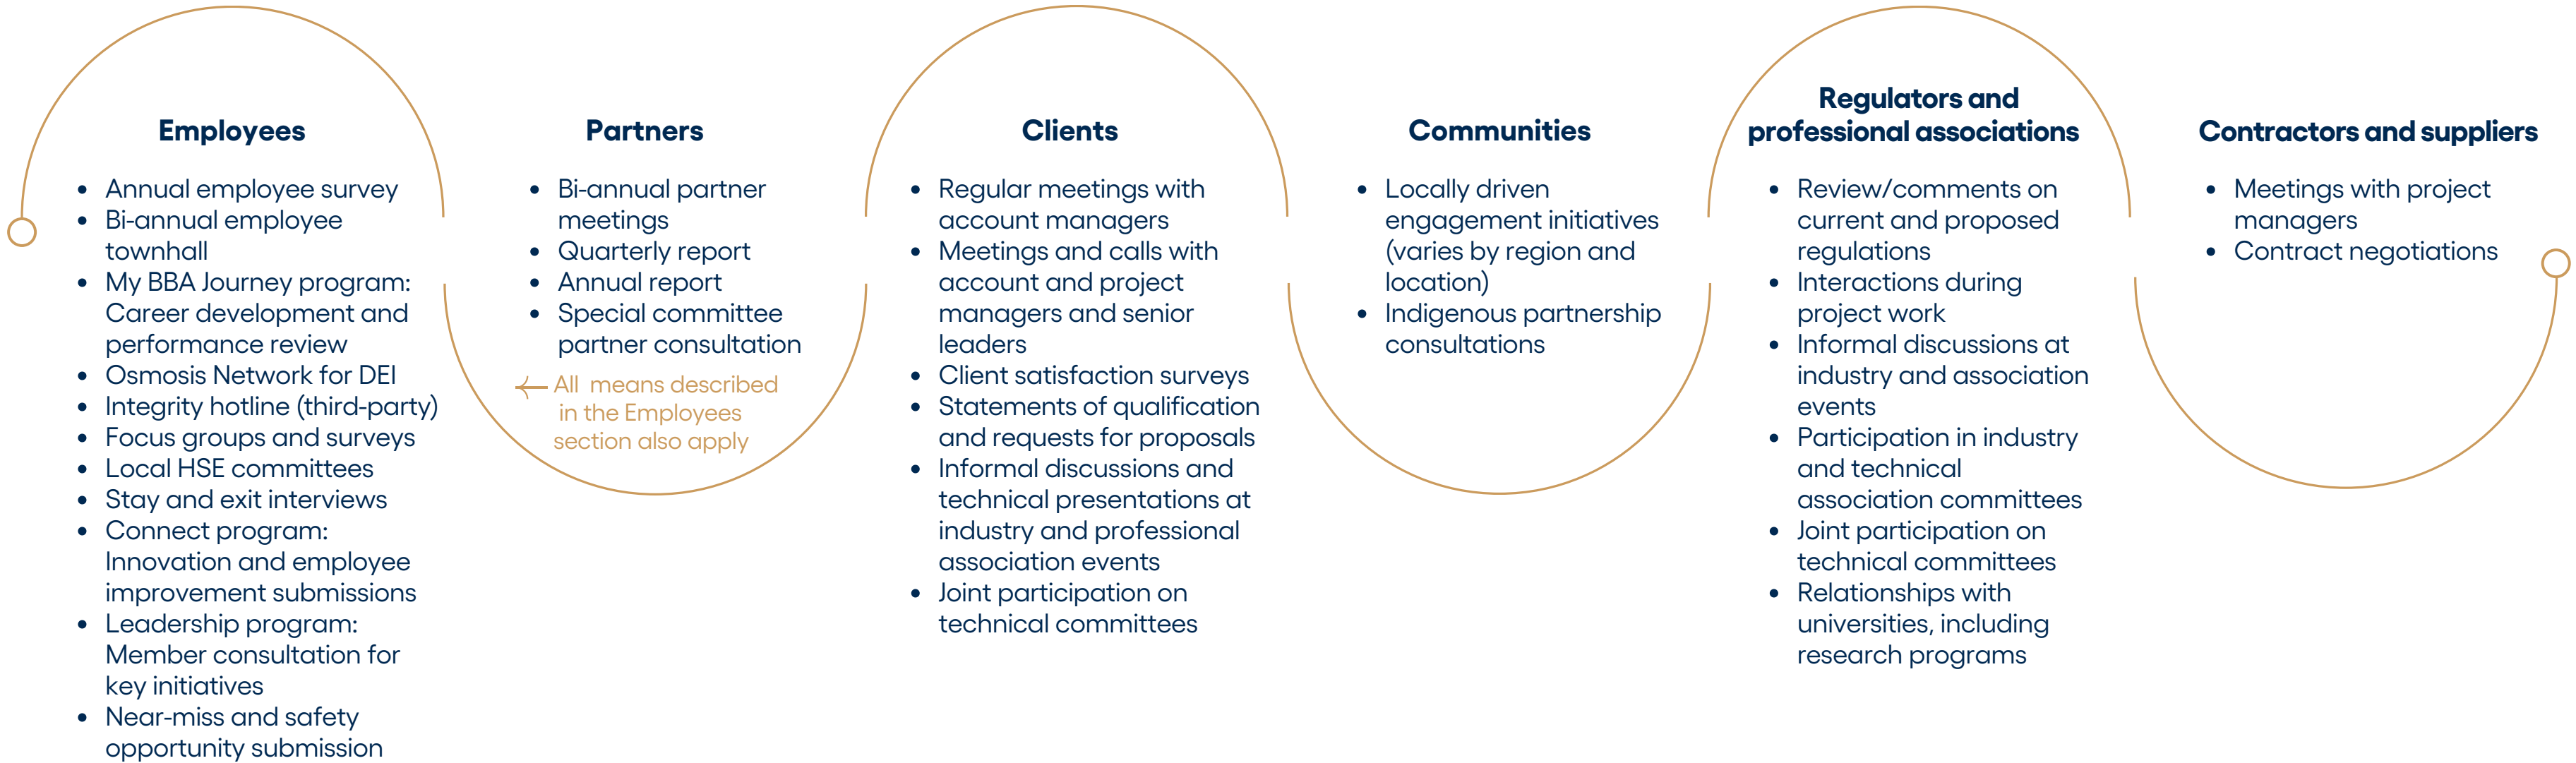 Employees
• Annual employee survey
• Bi-annual employee
townhall
• My BBA Journey program:
Career development and
performance review
• Osmosis Network for DEI
• Integrity hotline (third-party)
• Focus groups and surveys
• Local HSE committees
• Stay and exit interviews
• Connect program:
Innovation and employee
improvement submissions
• Leadership program:
Member consultation for
key initiatives
• Near-miss and safety
opportunity submission
Partners
• Bi-annual partner
meetings
• Quarterly report
• Annual report
• Special committee
partner consultation
All means described
in the Employees
section also apply
Clients
• Regular meetings with
account managers
• Meetings and calls with
account and project
managers and senior
leaders
• Client satisfaction surveys
• Statements of qualification
and requests for proposals
• Informal discussions and
technical presentations at
industry and professional
association events
• Joint participation on
technical committees
Communities
• Locally driven
engagement initiatives
(varies by region and
location)
• Indigenous partnership
consultations
Regulators and
professional associations
• Review/comments on
current and proposed
regulations
• Interactions during
project work
• Informal discussions at
industry and association
events
• Participation in industry
and technical
association committees
• Joint participation on
technical committees
• Relationships with
universities, including
research programs
Contractors and suppliers
• Meetings with project
managers
• Contract negotiations